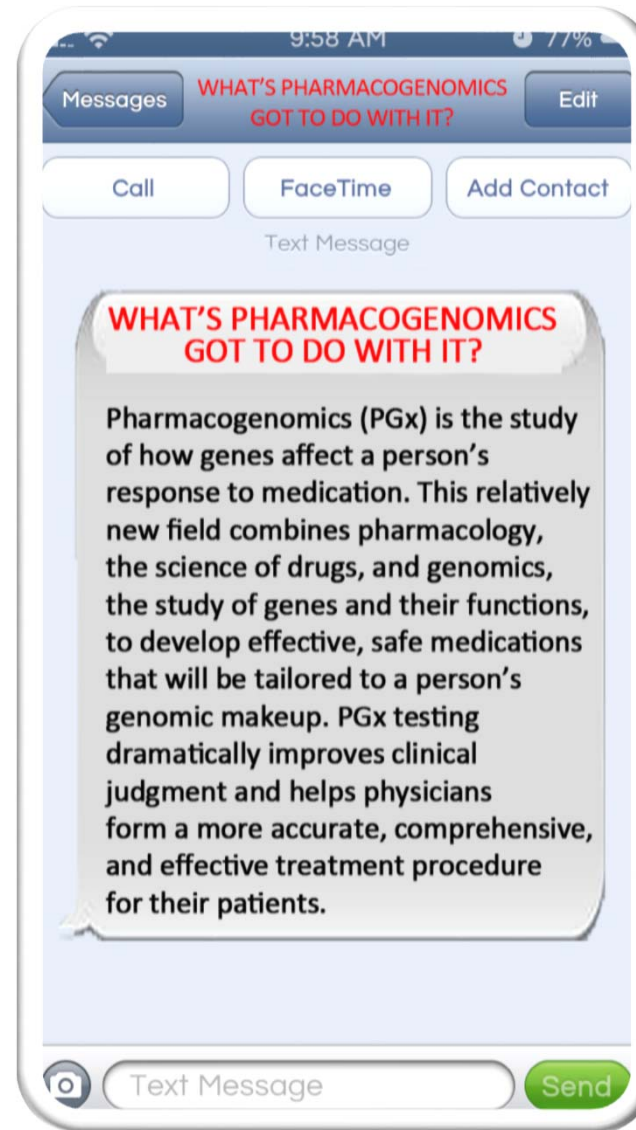 9:58 AM
77%
Messages
WHAT'S PHARMACOGENOMICS
GOT TO DO WITH IT?
Edit
Call
FaceTime
Add Contact
Text Message
WHAT'S PHARMACOGENOMICS
GOT TO DO WITH IT?
Pharmacogenomics (PGx) is the study
of how genes affect a person's
response to medication. This relatively
new field combines pharmacology,
the science of drugs, and genomics,
the study of genes and their functions,
to develop effective, safe medications
that will be tailored to a person's
genomic makeup. PGx testing
dramatically improves clinical
judgment and helps physicians
form a more accurate, comprehensive,
and effective treatment procedure
for their patients.
Text Message
Send